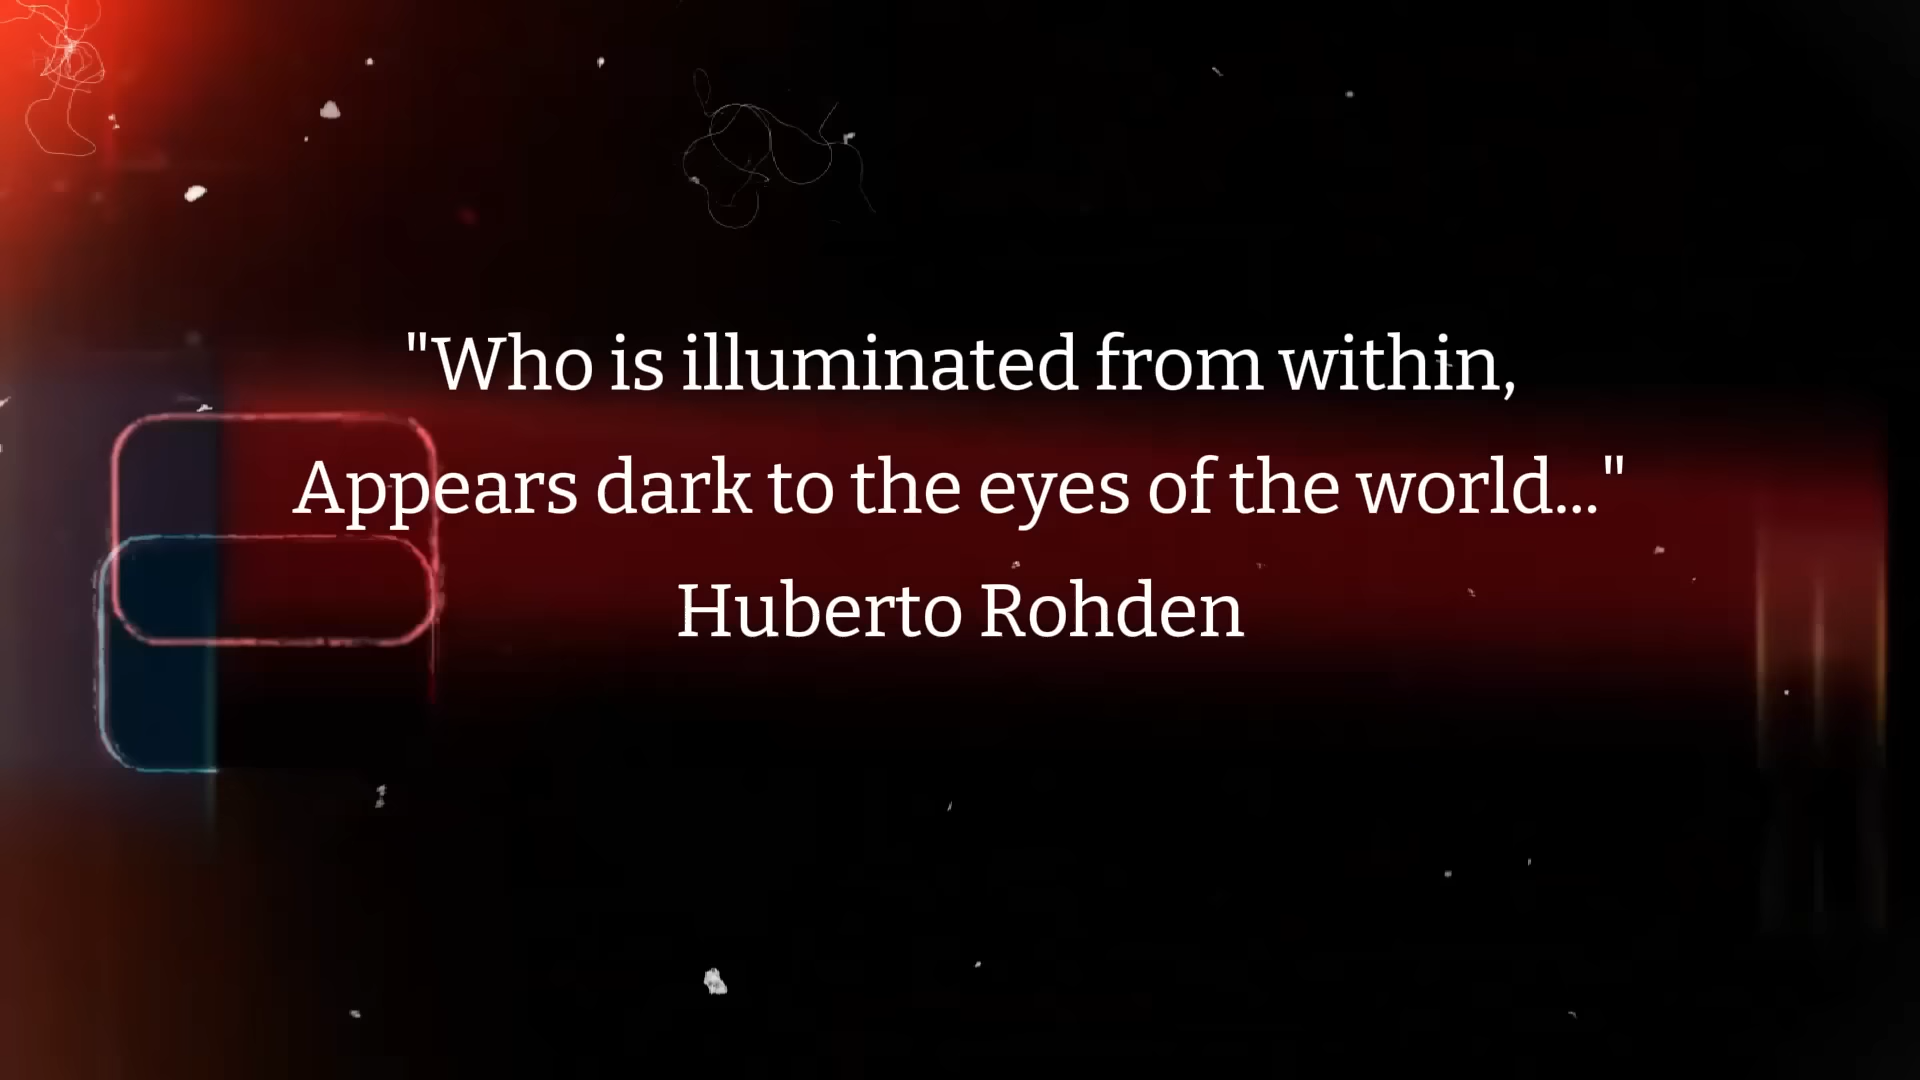 "Who is illuminated from within,
Appears dark to the eyes of the world..."
Huberto Rohden